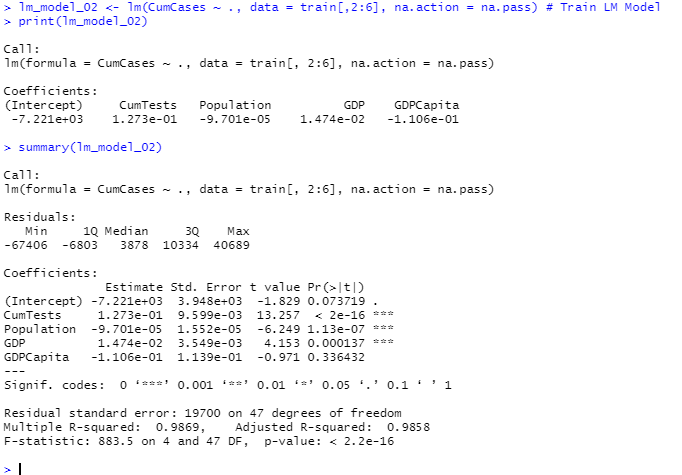 > lm_model_02 <- lm(CumCases ~ ., data = train[,2:6], na.action = na.pass) # Train LM Model
> print(lm_model_02)

Call:
lm(formula = CumCases ~ ., data = train[, 2:6], na.action = na.pass)

Coefficients:
(Intercept)     CumTests   Population          GDP    GDPCapita
 -7.221e+03    1.273e-01   -9.701e-05    1.474e-02   -1.106e-01

> summary(lm_model_02)

Call:
lm(formula = CumCases ~ ., data = train[, 2:6], na.action = na.pass)

Residuals:
   Min     1Q Median     3Q    Max
-67406  -6803   3878  10334  40689

Coefficients:
              Estimate Std. Error t value Pr(>|t|)
(Intercept) -7.221e+03  3.948e+03  -1.829 0.073719 .
CumTests     1.273e-01  9.599e-03  13.257  < 2e-16 ***
Population  -9.701e-05  1.552e-05  -6.249 1.13e-07 ***
GDP          1.474e-02  3.549e-03   4.153 0.000137 ***
GDPCapita   -1.106e-01  1.139e-01  -0.971 0.336432
---
Signif. codes:  0 ‘***’ 0.001 ‘**’ 0.01 ‘*’ 0.05 ‘.’ 0.1 ‘ ’ 1

Residual standard error: 19700 on 47 degrees of freedom
Multiple R-squared:  0.9869,    Adjusted R-squared:  0.9858
F-statistic: 883.5 on 4 and 47 DF,  p-value: < 2.2e-16

>